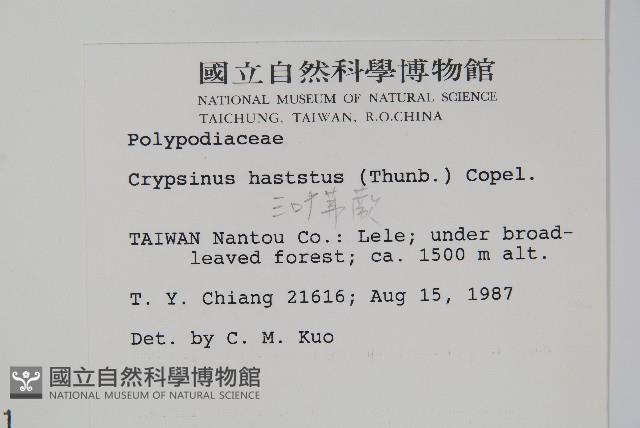 國立自然科學博物館
NATIONAL MUSEUM OF NATURAL SCIENCE
TAICHUNG, TAIWAN, R.O.CHINA
Polypodiaceae
Crypsinus haststus (Thunb.) Copel.
三叶茀蕨
TAIWAN Nantou Co.: Lele; under broad-
leaved forest; ca. 1500 m alt.
T. Y. Chiang 21616; Aug 15, 1987
Det. by C. M. Kuo
國立自然科學博物館
NATIONAL MUSEUM OF NATURAL SCIENCE
1